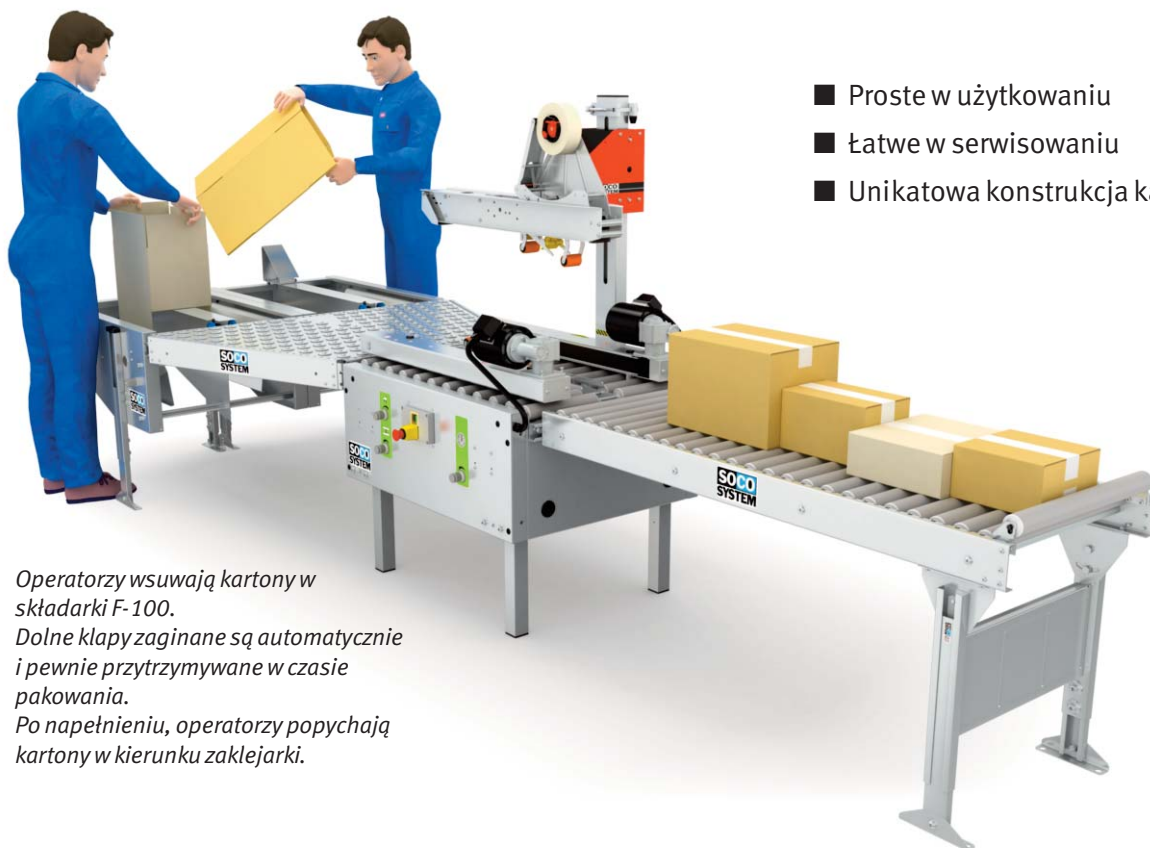 Proste w użytkowaniu
Łatwe w serwisowaniu
Unikatowa konstrukcja
SOCO
SYSTEM
SOCO
SYSTEM
SOCO
SYSTEM
SOCO
SYSTEM
Operatorzy wsuwają kartony w
składarki F-100.
Dolne klapy zaginane są automatycznie
i pewnie przytrzymywane w czasie
pakowania.
Po napełnieniu, operatorzy popychają
kartony w kierunku zaklejarki.